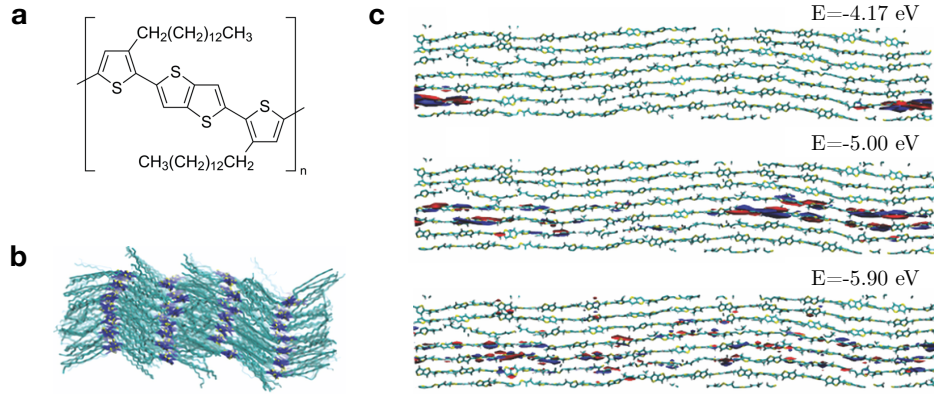 a
CH2(CH2)12CH3
S
S
S
S
CH3(CH2)12CH2
n
b
c
E=-4.17 eV
E=-5.00 eV
E=-5.90 eV